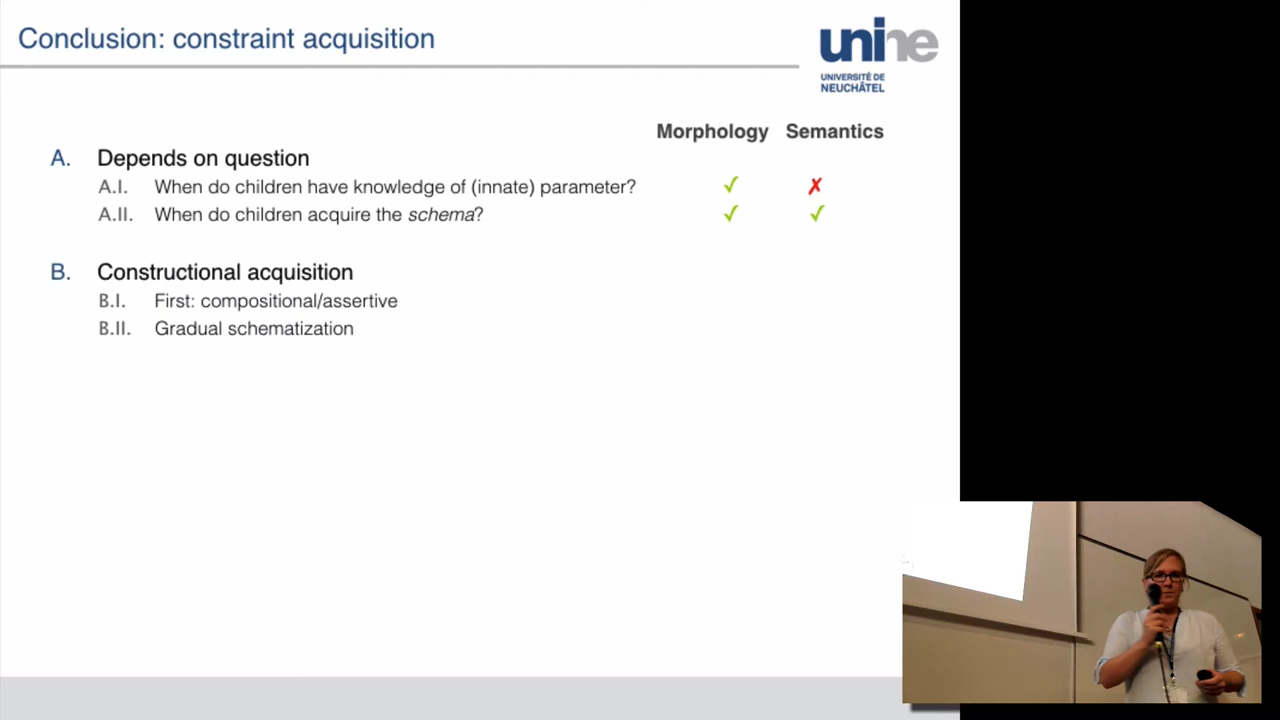 Conclusion: constraint acquisition
unine
UNIVERSITÉ DE
NEUCHÂTEL
Morphology Semantics
A. Depends on question
A.I. When do children have knowledge of (innate) parameter? ✓ ✗
A.II. When do children acquire the schema? ✓ ✓
B. Constructional acquisition
B.I. First: compositional/assertive
B.II. Gradual schematization